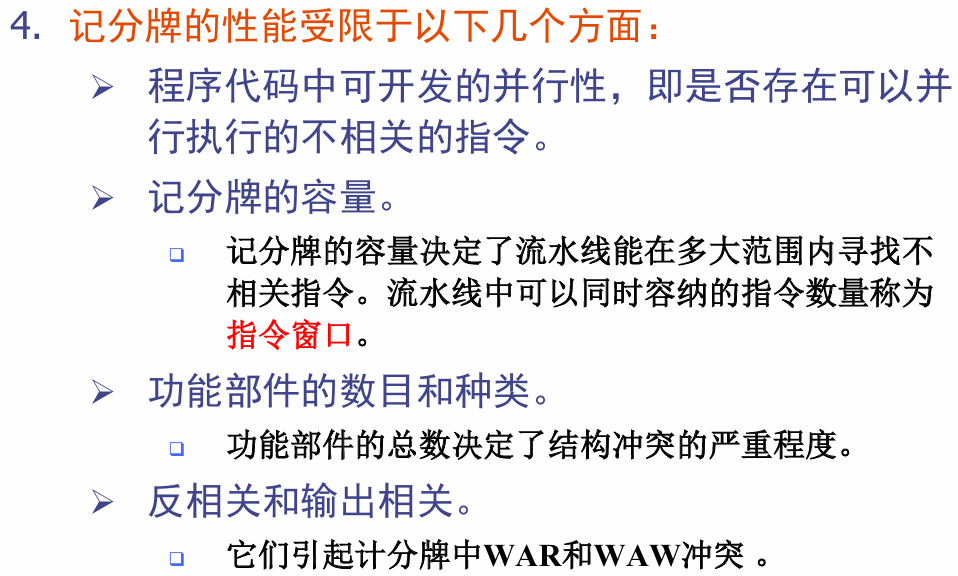 4. 记分牌的性能受限于以下几个方面：
➢ 程序代码中可开发的并行性，即是否存在可以并
行执行的不相关的指令。
➢ 记分牌的容量。
❑ 记分牌的容量决定了流水线能在多大范围内寻找不
相关指令。流水线中可以同时容纳的指令数量称为
指令窗口。
➢ 功能部件的数目和种类。
❑ 功能部件的总数决定了结构冲突的严重程度。
➢ 反相关和输出相关。
❑ 它们引起计分牌中WAR和WAW冲突 。